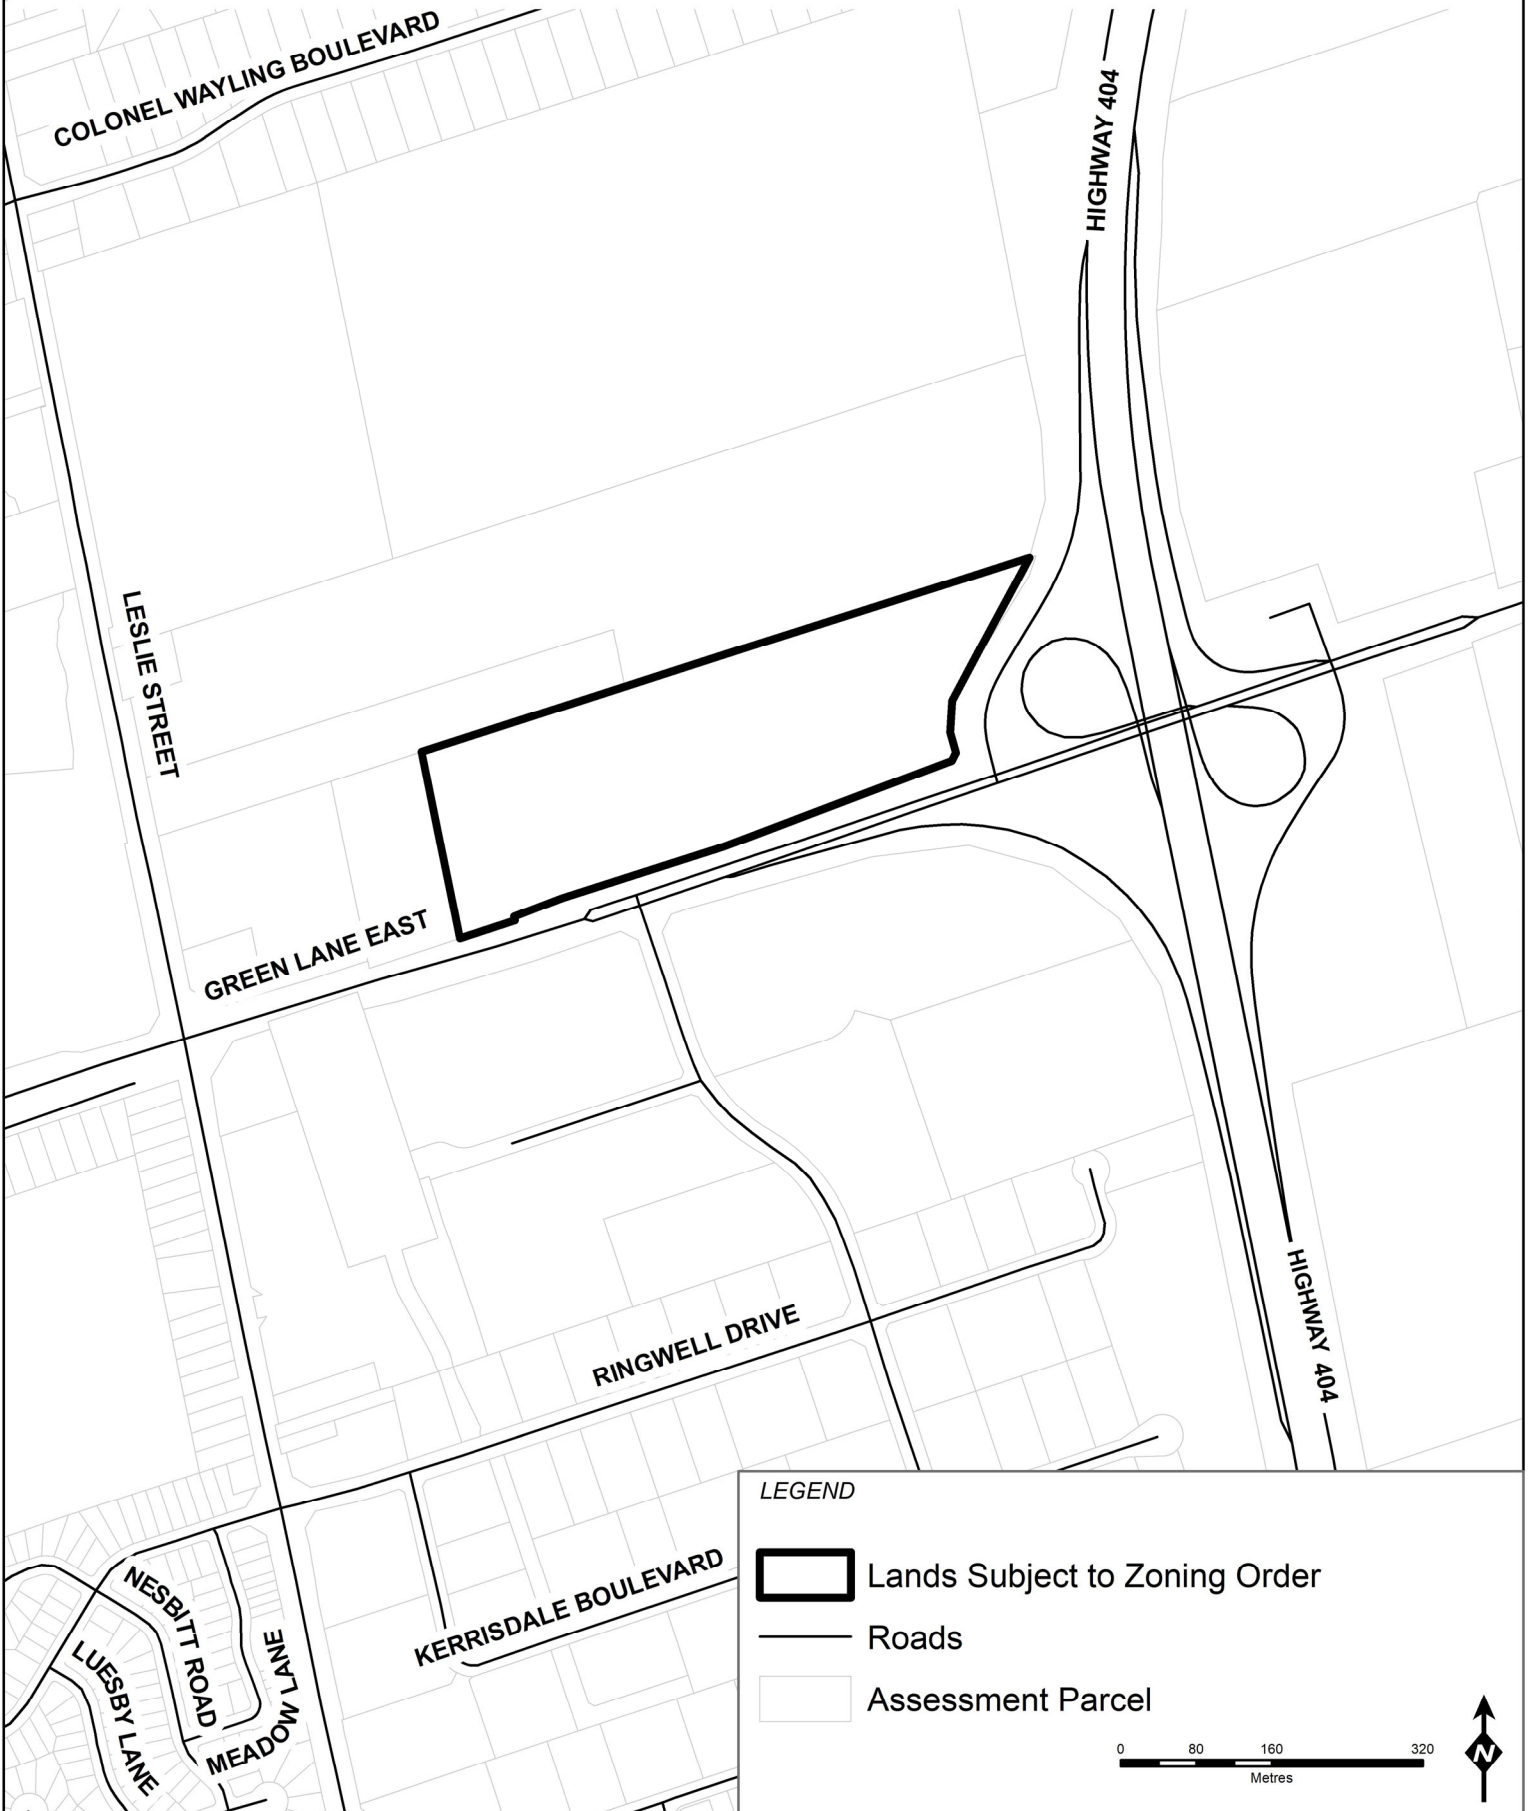 COLONEL WAYLING BOULEVARD
HIGHWAY 404
LESLIE STREET
GREEN LANE EAST
HIGHWAY 404
RINGWELL DRIVE
KERRISDALE BOULEVARD
NESBITT ROAD
LUESBY LANE
MEADOW LANE
LEGEND
Lands Subject to Zoning Order
Roads
Assessment Parcel
0 80 160 320
Metres
N